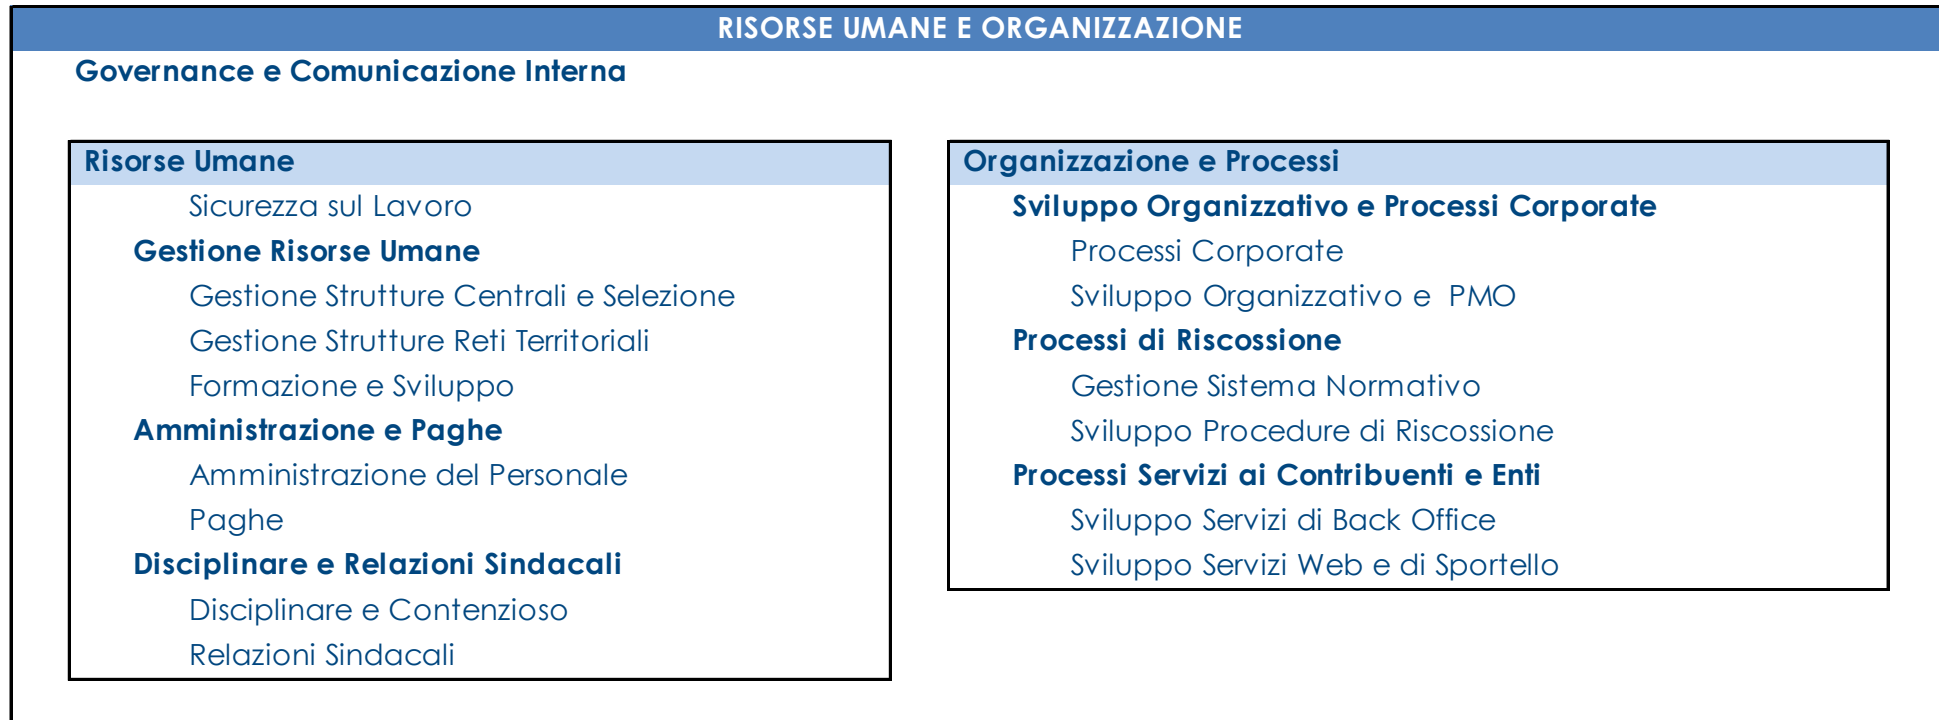 RISORSE UMANE E ORGANIZZAZIONE
Governance e Comunicazione Interna
Risorse Umane
Sicurezza sul Lavoro
Gestione Risorse Umane
Gestione Strutture Centrali e Selezione
Gestione Strutture Reti Territoriali
Formazione e Sviluppo
Amministrazione e Paghe
Amministrazione del Personale
Paghe
Disciplinare e Relazioni Sindacali
Disciplinare e Contenzioso
Relazioni Sindacali
Organizzazione e Processi
Sviluppo Organizzativo e Processi Corporate
Processi Corporate
Sviluppo Organizzativo e  PMO
Processi di Riscossione
Gestione Sistema Normativo
Sviluppo Procedure di Riscossione
Processi Servizi ai Contribuenti e Enti
Sviluppo Servizi di Back Office
Sviluppo Servizi Web e di Sportello